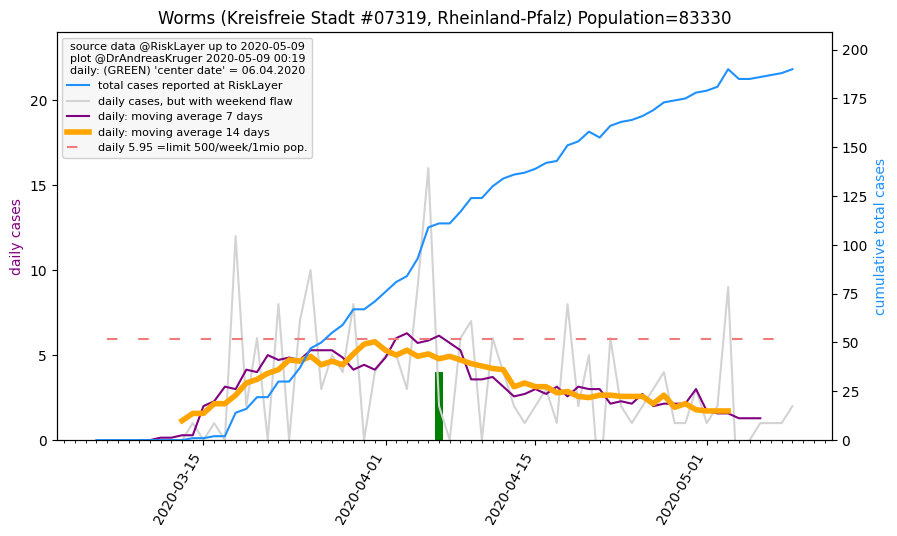 Worms (Kreisfreie Stadt #07319, Rheinland-Pfalz) Population=83330
source data @RiskLayer up to 2020-05-09
plot @DrAndreasKruger 2020-05-09 00:19
daily: (GREEN) 'center date' = 06.04.2020
total cases reported at RiskLayer
daily cases, but with weekend flaw
daily: moving average 7 days
daily: moving average 14 days
daily 5.95 =limit 500/week/1mio pop.
daily cases
20
15
10
5
0
cumulative total cases
200
175
150
125
100
75
50
25
0
2020-03-15
2020-04-01
2020-04-15
2020-05-01